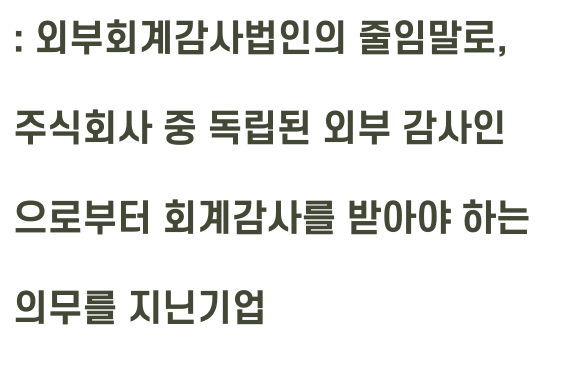 : 외부회계감사법인의 줄임말로,
주식회사 중 독립된 외부 감사인
으로부터 회계감사를 받아야 하는
의무를 지닌기업